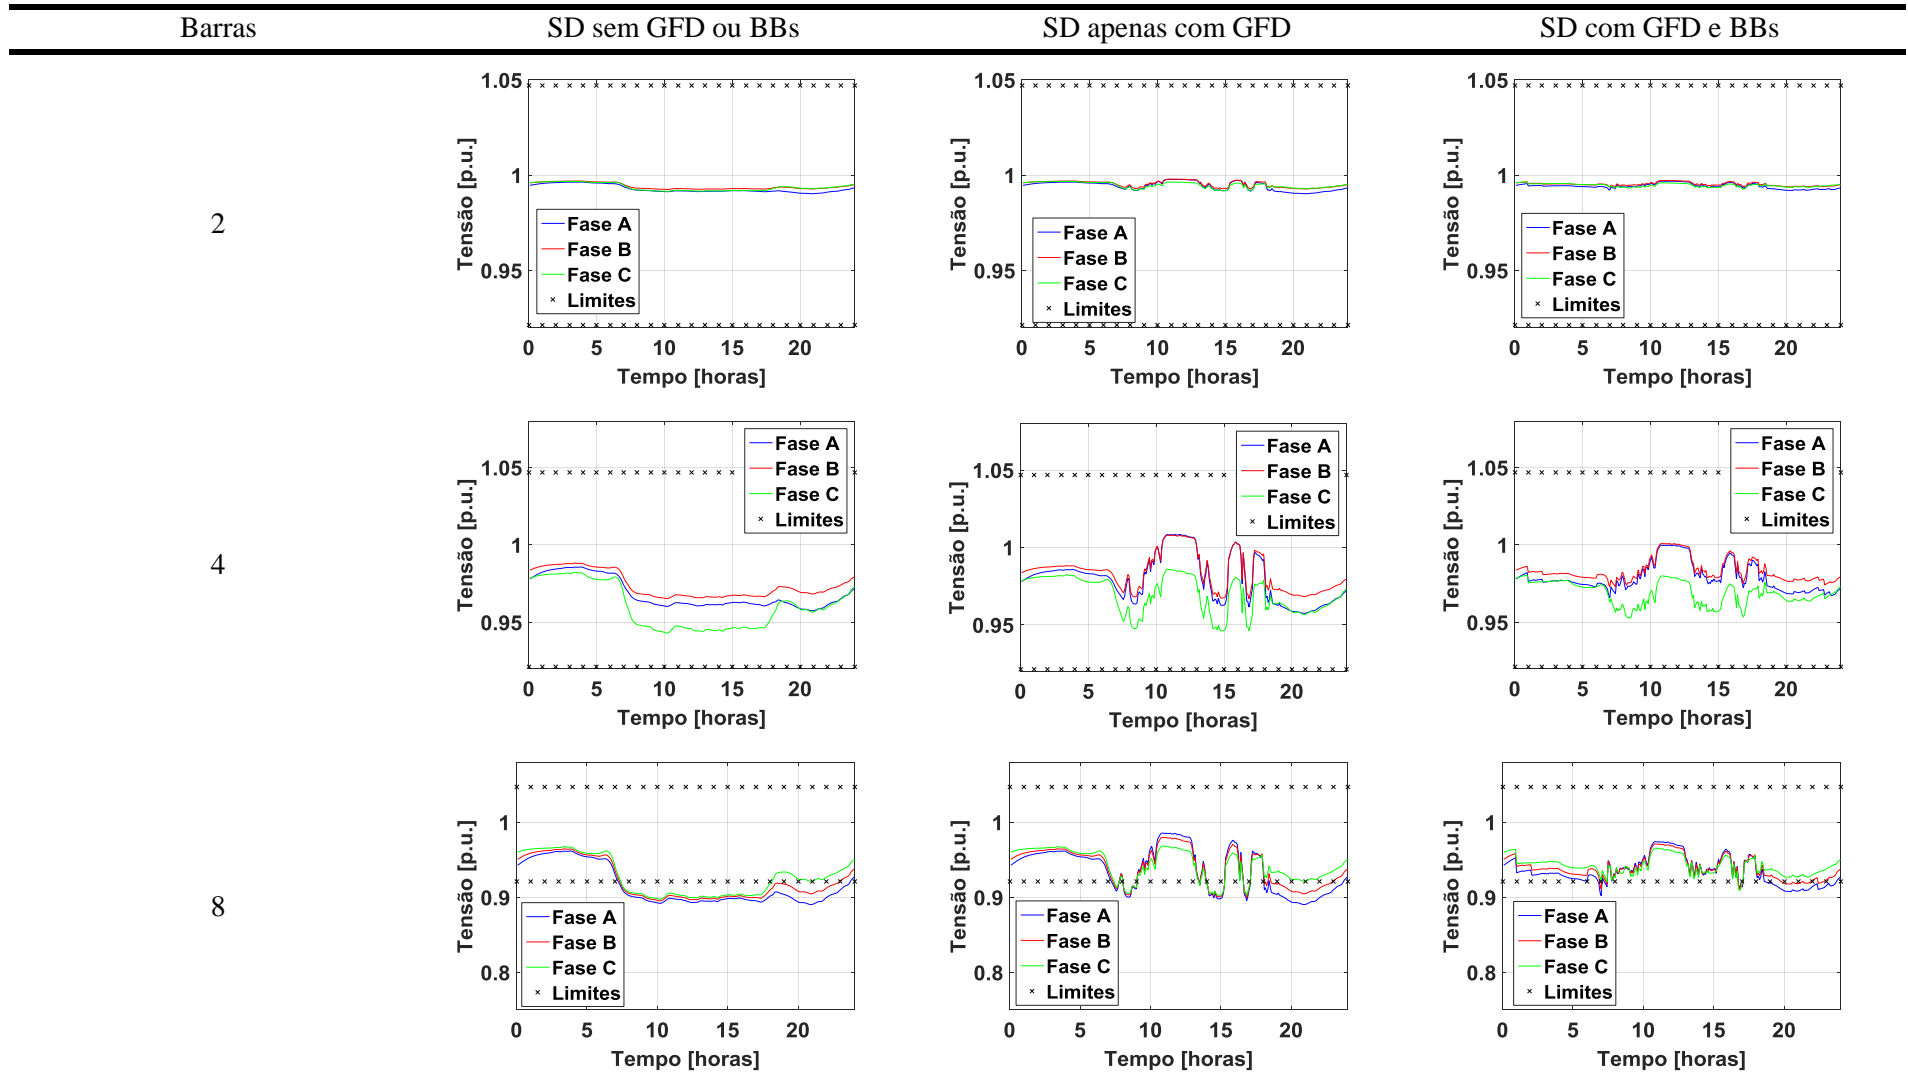 Barras SD sem GFD ou BBs SD apenas com GFD SD com GFD e BBs
2
1.05
1
0.95
Tensão [p.u.]
Fase A
Fase B
Fase C
Limites
0 5 10 15 20
Tempo [horas]
1.05
1
0.95
Tensão [p.u.]
Fase A
Fase B
Fase C
Limites
0 5 10 15 20
Tempo [horas]
1.05
1
0.95
Tensão [p.u.]
Fase A
Fase B
Fase C
Limites
0 5 10 15 20
Tempo [horas]
4
1.05
1
0.95
Tensão [p.u.]
Fase A
Fase B
Fase C
Limites
0 5 10 15 20
Tempo [horas]
1.05
1
0.95
Tensão [p.u.]
Fase A
Fase B
Fase C
Limites
0 5 10 15 20
Tempo [horas]
1.05
1
0.95
Tensão [p.u.]
Fase A
Fase B
Fase C
Limites
0 5 10 15 20
Tempo [horas]
8
1
0.9
0.8
Tensão [p.u.]
Fase A
Fase B
Fase C
Limites
0 5 10 15 20
Tempo [horas]
1
0.9
0.8
Tensão [p.u.]
Fase A
Fase B
Fase C
Limites
0 5 10 15 20
Tempo [horas]
1
0.9
0.8
Tensão [p.u.]
Fase A
Fase B
Fase C
Limites
0 5 10 15 20
Tempo [horas]